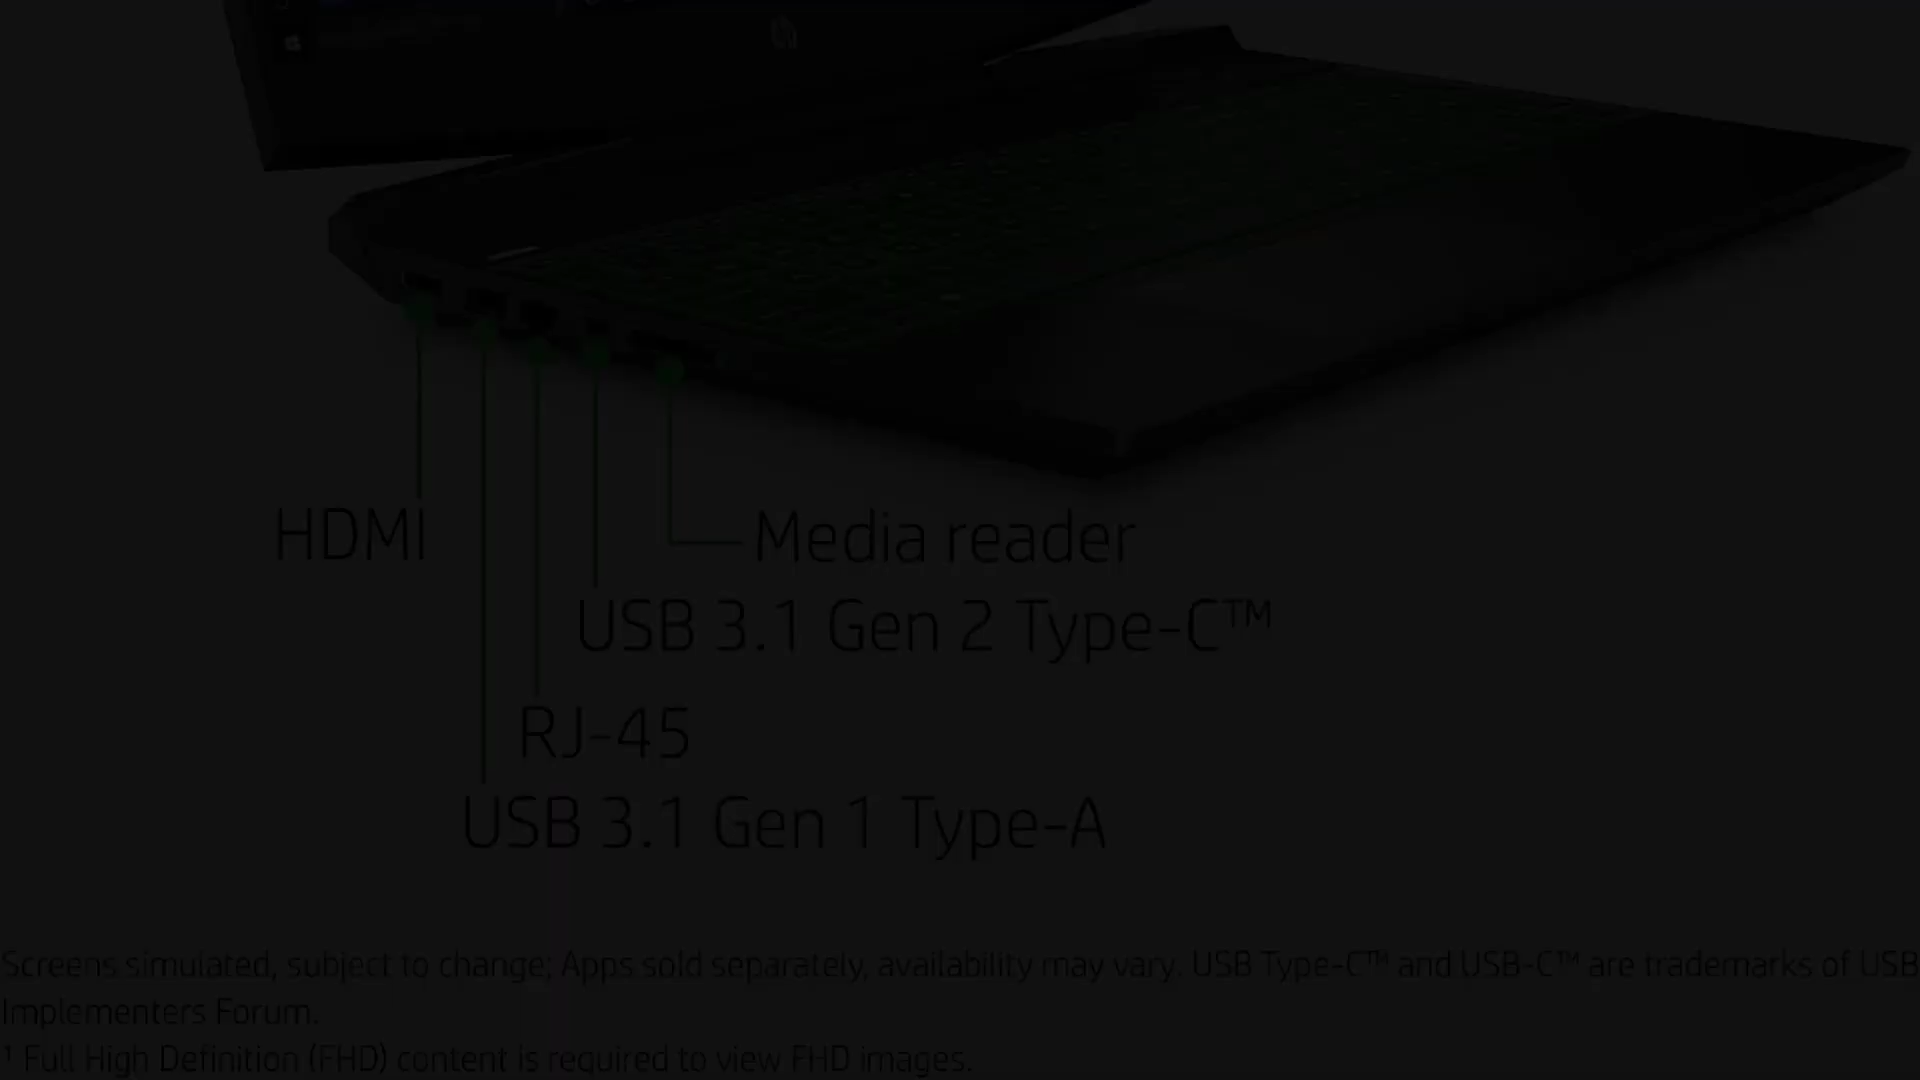 hp
HDMI
Media reader
USB 3.1 Gen 2 Type-C™
RJ-45
USB 3.1 Gen 1 Type-A
Screens simulated, subject to change; Apps sold separately, availability may vary. USB Type-C™ and USB-C™ are trademarks of USB
Implementers Forum.
¹ Full High Definition (FHD) content is required to view FHD images.